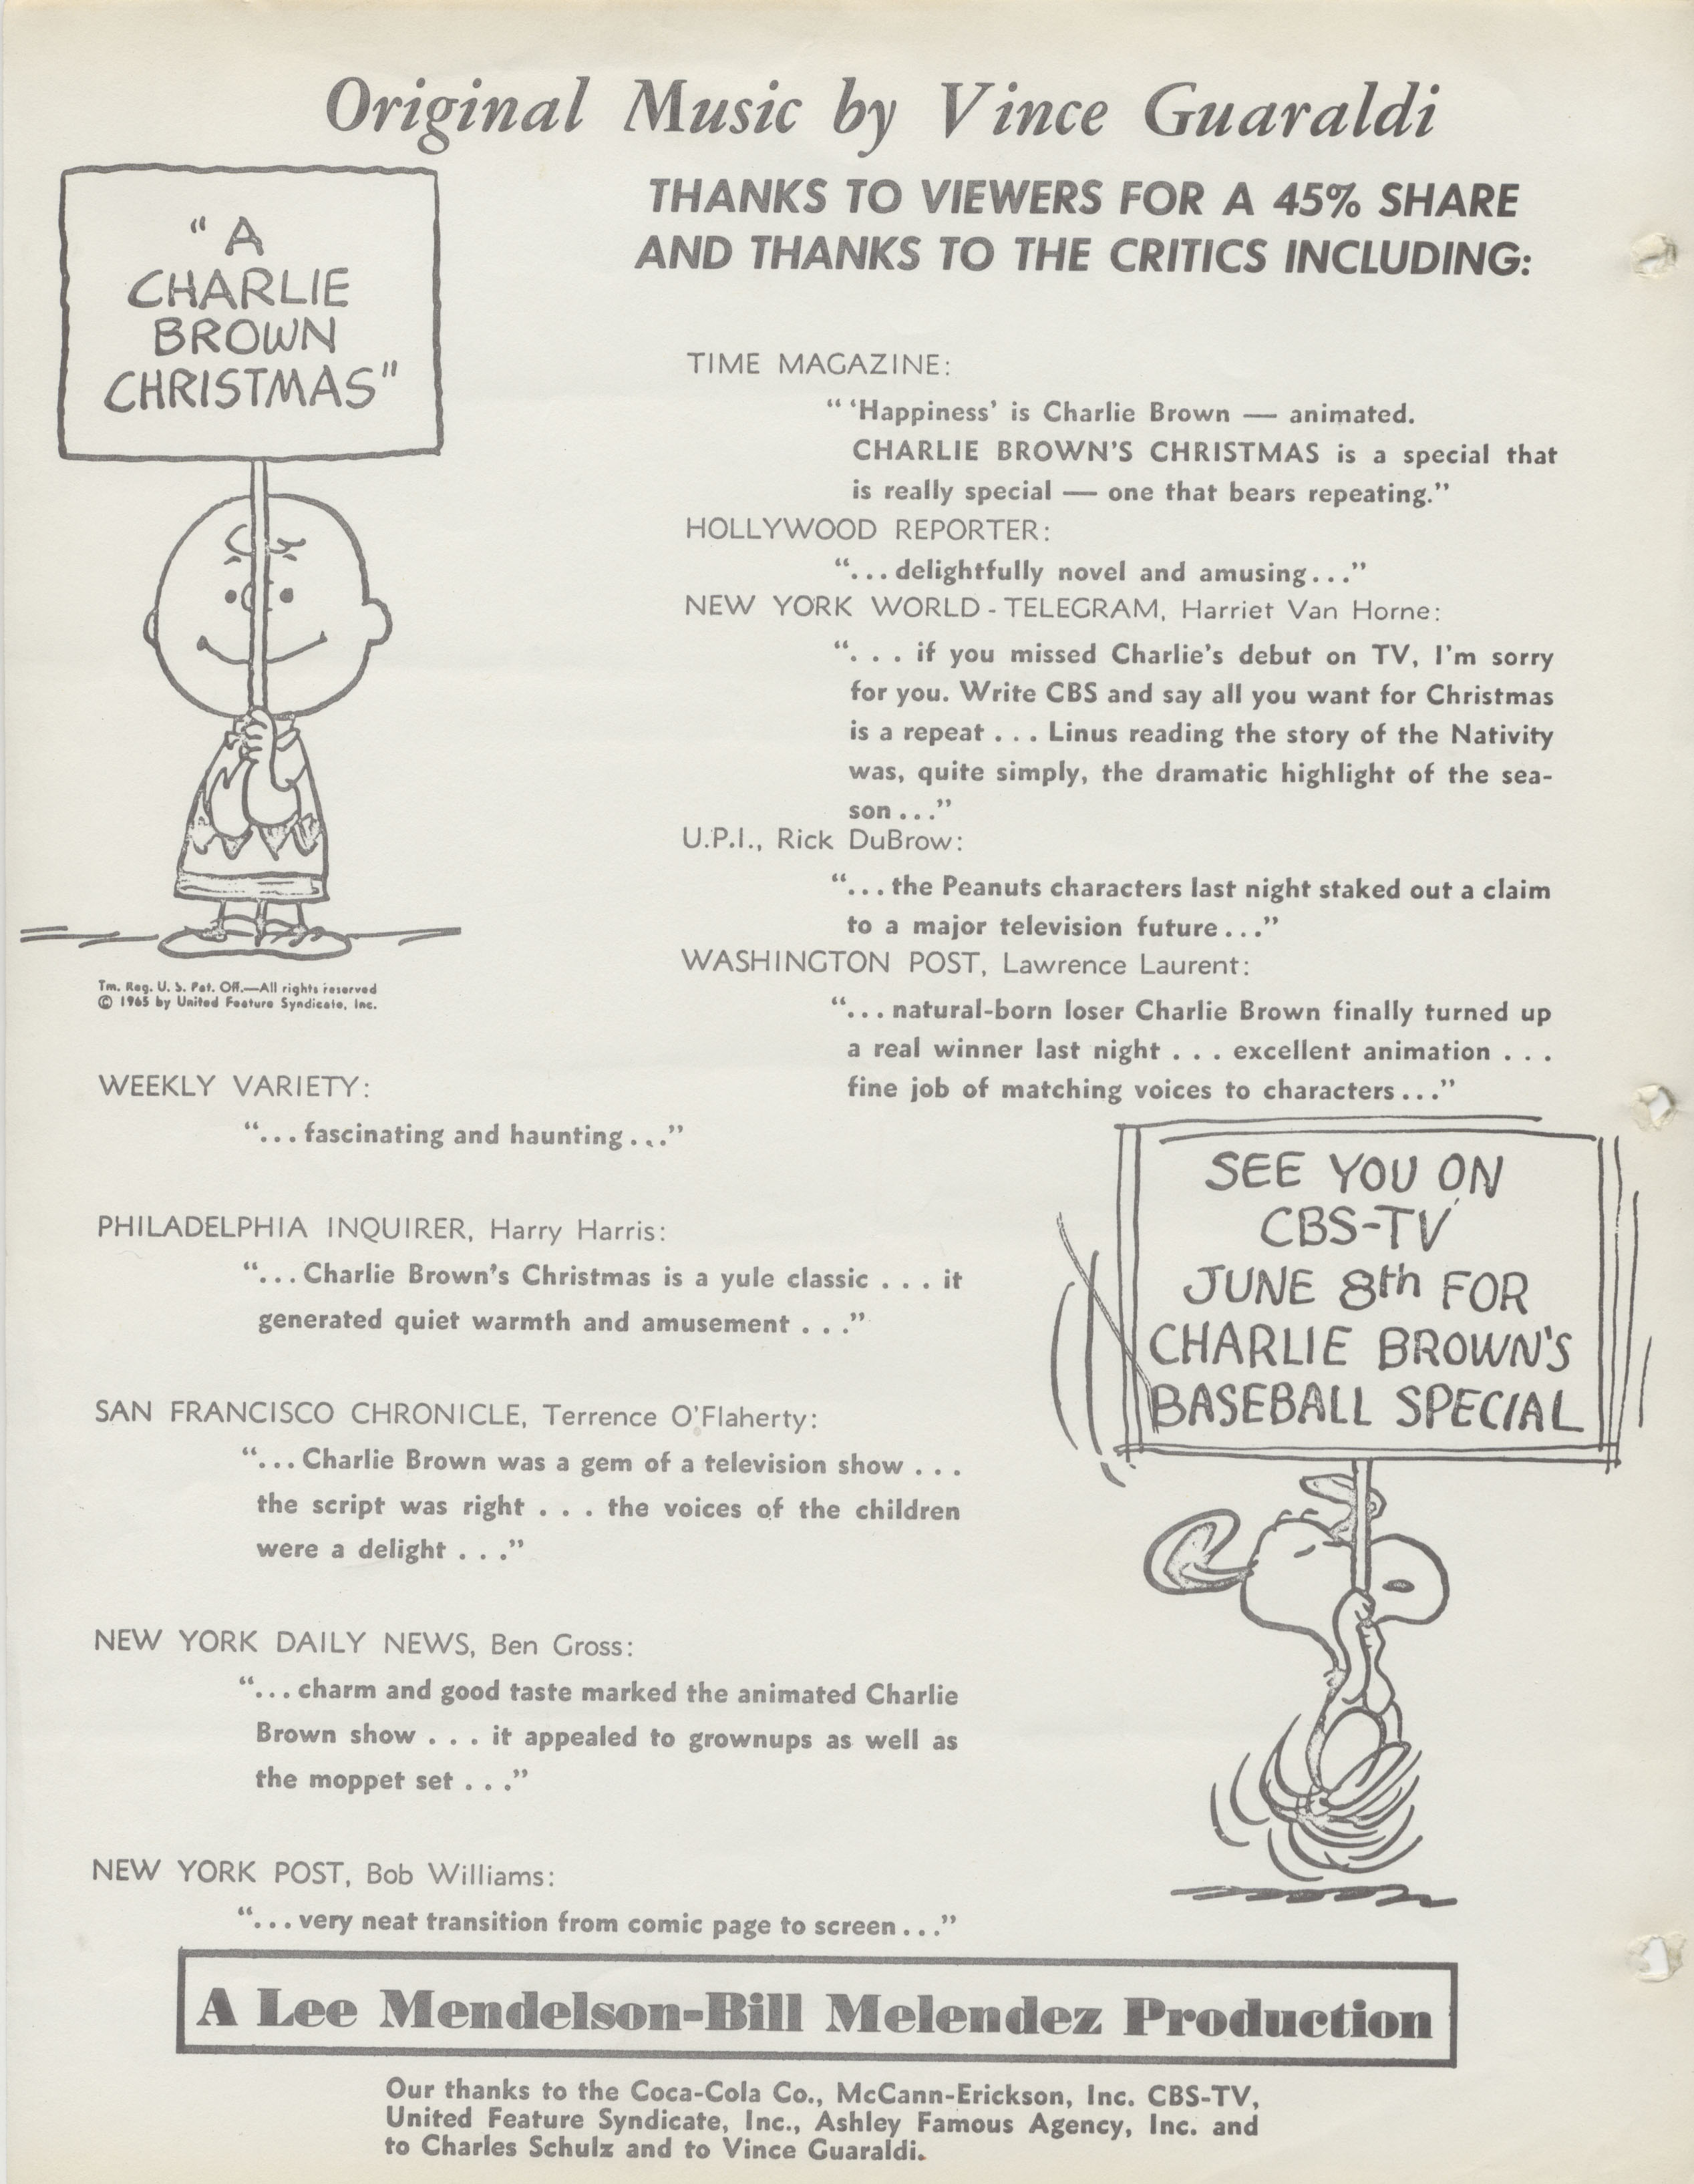 Original Music by Vince Guaraldi
" A
CHARLIE
BROWN
CHRISTMAS"
THANKS TO VIEWERS FOR A 45% SHARE
AND THANKS TO THE CRITICS INCLUDING:
TIME MAGAZINE:
“ ‘Happiness’ is Charlie Brown — animated.
CHARLIE BROWN’S CHRISTMAS is a special that
is really special — one that bears repeating.”
HOLLYWOOD REPORTER:
“... delightfully novel and amusing...”
NEW YORK WORLD - TELEGRAM, Harriet Van Horne:
“. . . if you missed Charlie’s debut on TV, I’m sorry
for you. Write CBS and say all you want for Christmas
is a repeat . . . Linus reading the story of the Nativity
was, quite simply, the dramatic highlight of the sea-
son ...”
U.P.I., Rick DuBrow:
“... the Peanuts characters last night staked out a claim
to a major television future ...”
WASHINGTON POST, Lawrence Laurent:
“... natural-born loser Charlie Brown finally turned up
a real winner last night . . . excellent animation . . .
fine job of matching voices to characters ...”
Tm. Reg. U. S. Pat. Off.—All rights reserved
© 1965 by United Feature Syndicate, Inc.
WEEKLY VARIETY:
“... fascinating and haunting ...”
PHILADELPHIA INQUIRER, Harry Harris:
“... Charlie Brown’s Christmas is a yule classic . . . it
generated quiet warmth and amusement . . .”
SAN FRANCISCO CHRONICLE, Terrence O’Flaherty:
“... Charlie Brown was a gem of a television show . . .
the script was right . . . the voices of the children
were a delight . . .”
NEW YORK DAILY NEWS, Ben Gross:
“... charm and good taste marked the animated Charlie
Brown show . . . it appealed to grownups as well as
the moppet set . . .”
NEW YORK POST, Bob Williams:
“... very neat transition from comic page to screen ...”
SEE YOU ON
CBS-TV
JUNE 8th FOR
CHARLIE BROWN'S
BASEBALL SPECIAL
A Lee Mendelson-Bill Melendez Production
Our thanks to the Coca-Cola Co., McCann-Erickson, Inc. CBS-TV,
United Feature Syndicate, Inc., Ashley Famous Agency, Inc. and
to Charles Schulz and to Vince Guaraldi.